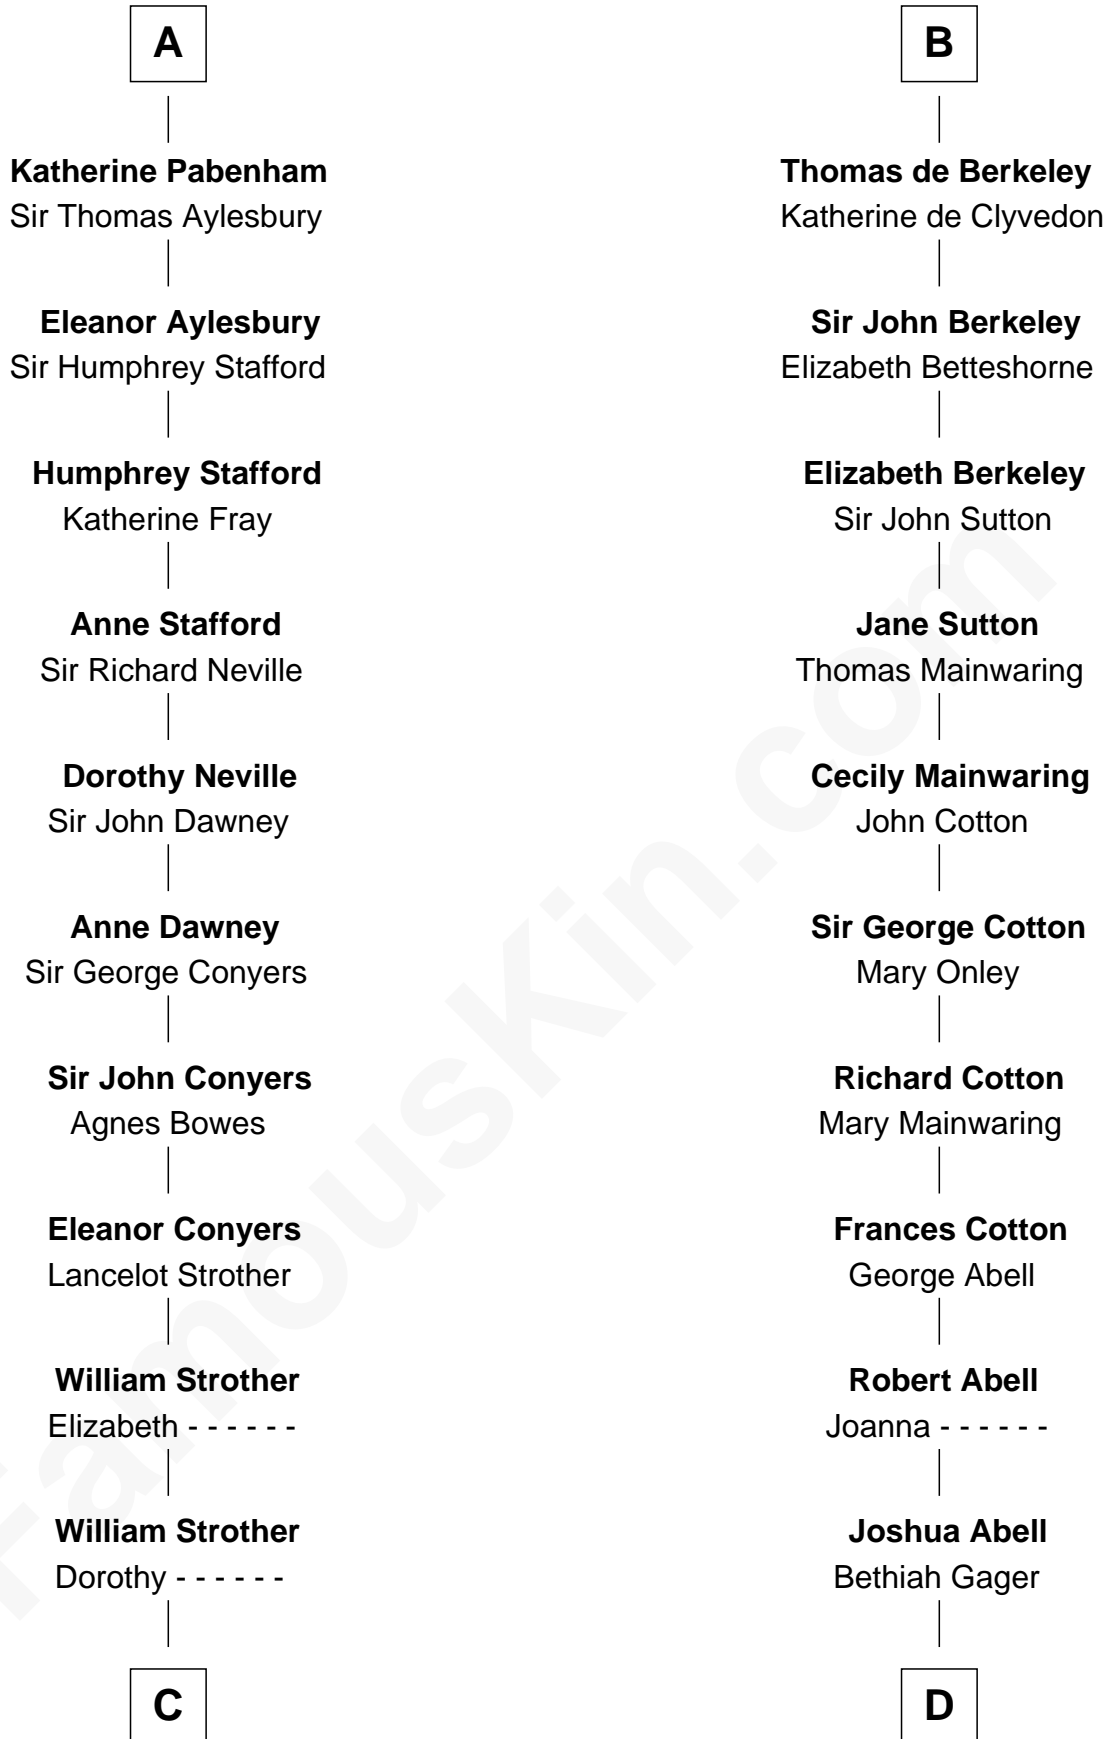 A
Katherine Pabenham
Sir Thomas Aylesbury
Eleanor Aylesbury
Sir Humphrey Stafford
Humphrey Stafford
Katherine Fray
Anne Stafford
Sir Richard Neville
Dorothy Neville
Sir John Dawney
Anne Dawney
Sir George Conyers
Sir John Conyers
Agnes Bowes
Eleanor Conyers
Lancelot Strother
William Strother
Elizabeth - - - - - -
William Strother
Dorothy - - - - - -
C
B
Thomas de Berkeley
Katherine de Clyvedon
Sir John Berkeley
Elizabeth Betteshorne
Elizabeth Berkeley
Sir John Sutton
Jane Sutton
Thomas Mainwaring
Cecily Mainwaring
John Cotton
Sir George Cotton
Mary Onley
Richard Cotton
Mary Mainwaring
Frances Cotton
George Abell
Robert Abell
Joanna - - - - - -
Joshua Abell
Bethiah Gager
D
FamousKin.com